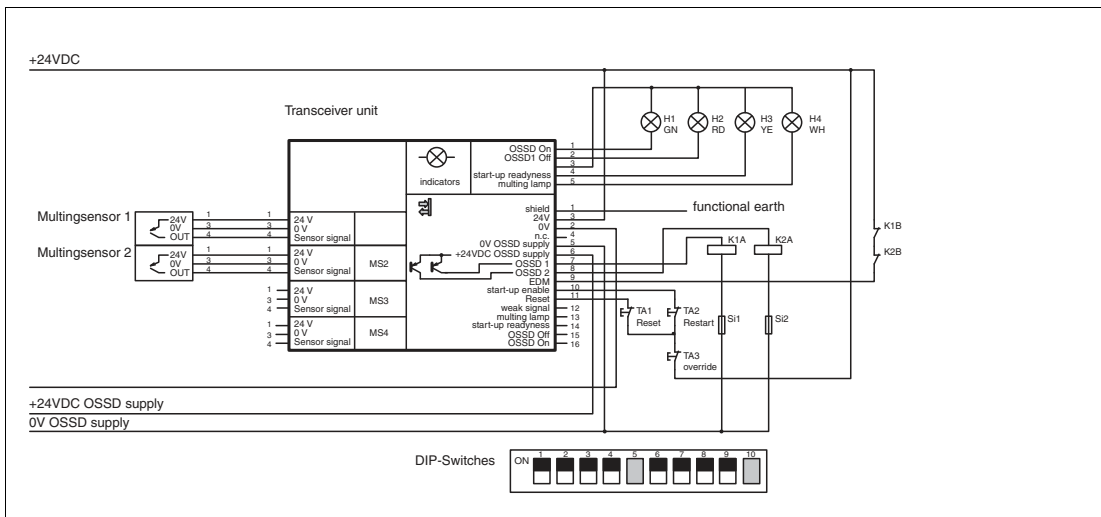 +24VDC
Transceiver unit
H1 GN
H2 RD
H3 YE
H4 WH
OSSD On 1
OSSD1 Off 2
3
start-up readyness 4
multing lamp 5
indicators
shield 1
functional earth
24V 3
0V 2
n.c. 4
0V OSSD supply 5
+24VDC OSSD supply 6
OSSD 1 7
OSSD 2 8
EDM 9
start-up enable 10
Reset 11
weak signal 12
multing lamp 13
start-up readyness 14
OSSD Off 15
OSSD On 16
Multingsensor 1
24V 1 1 24 V
0V 3 3 0 V
OUT 4 4 Sensor signal
Multingsensor 2
24V 1 1 24 V
0V 3 3 0 V
OUT 4 4 Sensor signal
MS2
1 24 V
3 0 V
4 Sensor signal
MS3
1 24 V
3 0 V
4 Sensor signal
MS4
K1A
K2A
K1B
K2B
TA1
Reset
TA2
Restart
Si1
Si2
TA3
override
+24VDC OSSD supply
0V OSSD supply
DIP-Switches
ON 1 2 3 4 5 6 7 8 9 10